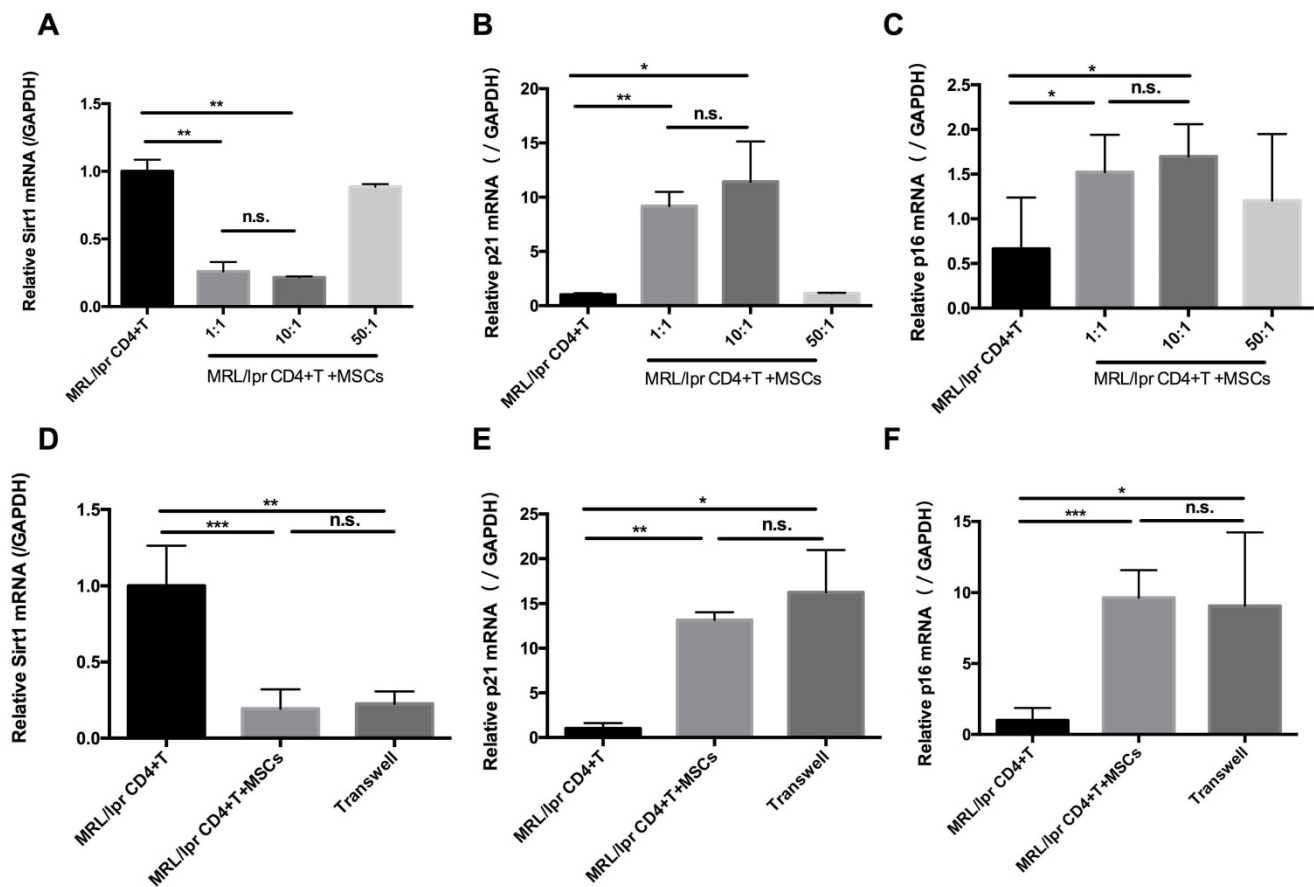 A
Relative Sirt1 mRNA (/GAPDH)
1.5
1.0
0.5
0.0
**
**
n.s.
MRL/lpr CD4+T
1:1
10:1
50:1
MRL/lpr CD4+T +MSCs
B
Relative p21 mRNA ( / GAPDH)
20
15
10
5
0
*
**
n.s.
MRL/lpr CD4+T
1:1
10:1
50:1
MRL/lpr CD4+T +MSCs
C
Relative p16 mRNA ( / GAPDH)
2.5
2.0
1.5
1.0
0.5
0.0
*
*
n.s.
MRL/lpr CD4+T
1:1
10:1
50:1
MRL/lpr CD4+T +MSCs
D
Relative Sirt1 mRNA (/GAPDH)
1.5
1.0
0.5
0.0
**
***
n.s.
MRL/lpr CD4+T
MRL/lpr CD4+T+MSCs
Transwell
E
Relative p21 mRNA ( / GAPDH)
25
20
15
10
5
0
*
**
n.s.
MRL/lpr CD4+T
MRL/lpr CD4+T+MSCs
Transwell
F
Relative p16 mRNA ( / GAPDH)
15
10
5
0
*
***
n.s.
MRL/lpr CD4+T
MRL/lpr CD4+T+MSCs
Transwell